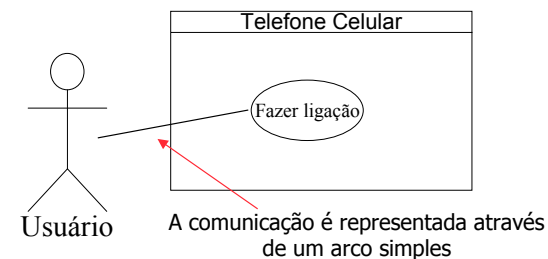 Telefone Celular
Fazer ligação
Usuário
A comunicação é representada através
de um arco simples